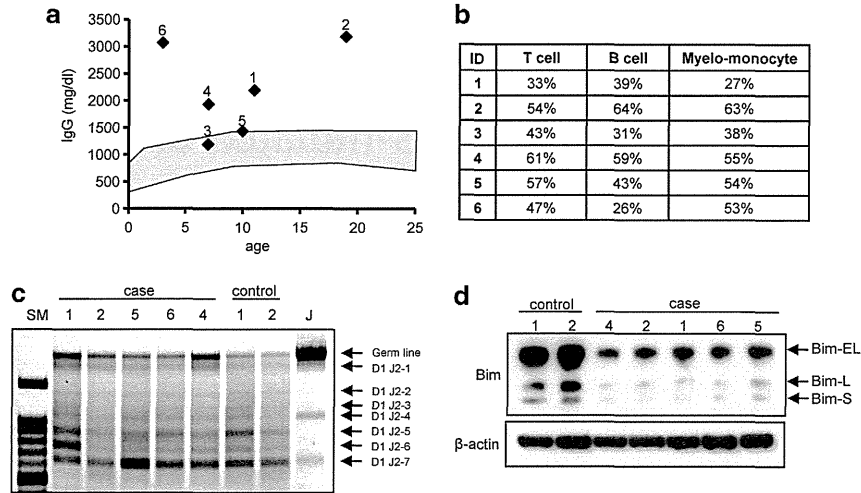 a
IgG (mg/dl)
3500
3000
2500
2000
1500
1000
500
0
0 5 10 15 20 25
age
6
2
1
4
5
3
b
ID T cell B cell Myelo-monocyte
1 33% 39% 27%
2 54% 64% 63%
3 43% 31% 38%
4 61% 59% 55%
5 57% 43% 54%
6 47% 26% 53%
c
case control
SM 1 2 5 6 4 1 2 J
Germ line
D1 J2-1
D1 J2-2
D1 J2-3
D1 J2-4
D1 J2-5
D1 J2-6
D1 J2-7
d
control case
1 2 4 2 1 6 5
Bim
Bim-EL
Bim-L
Bim-S
β-actin